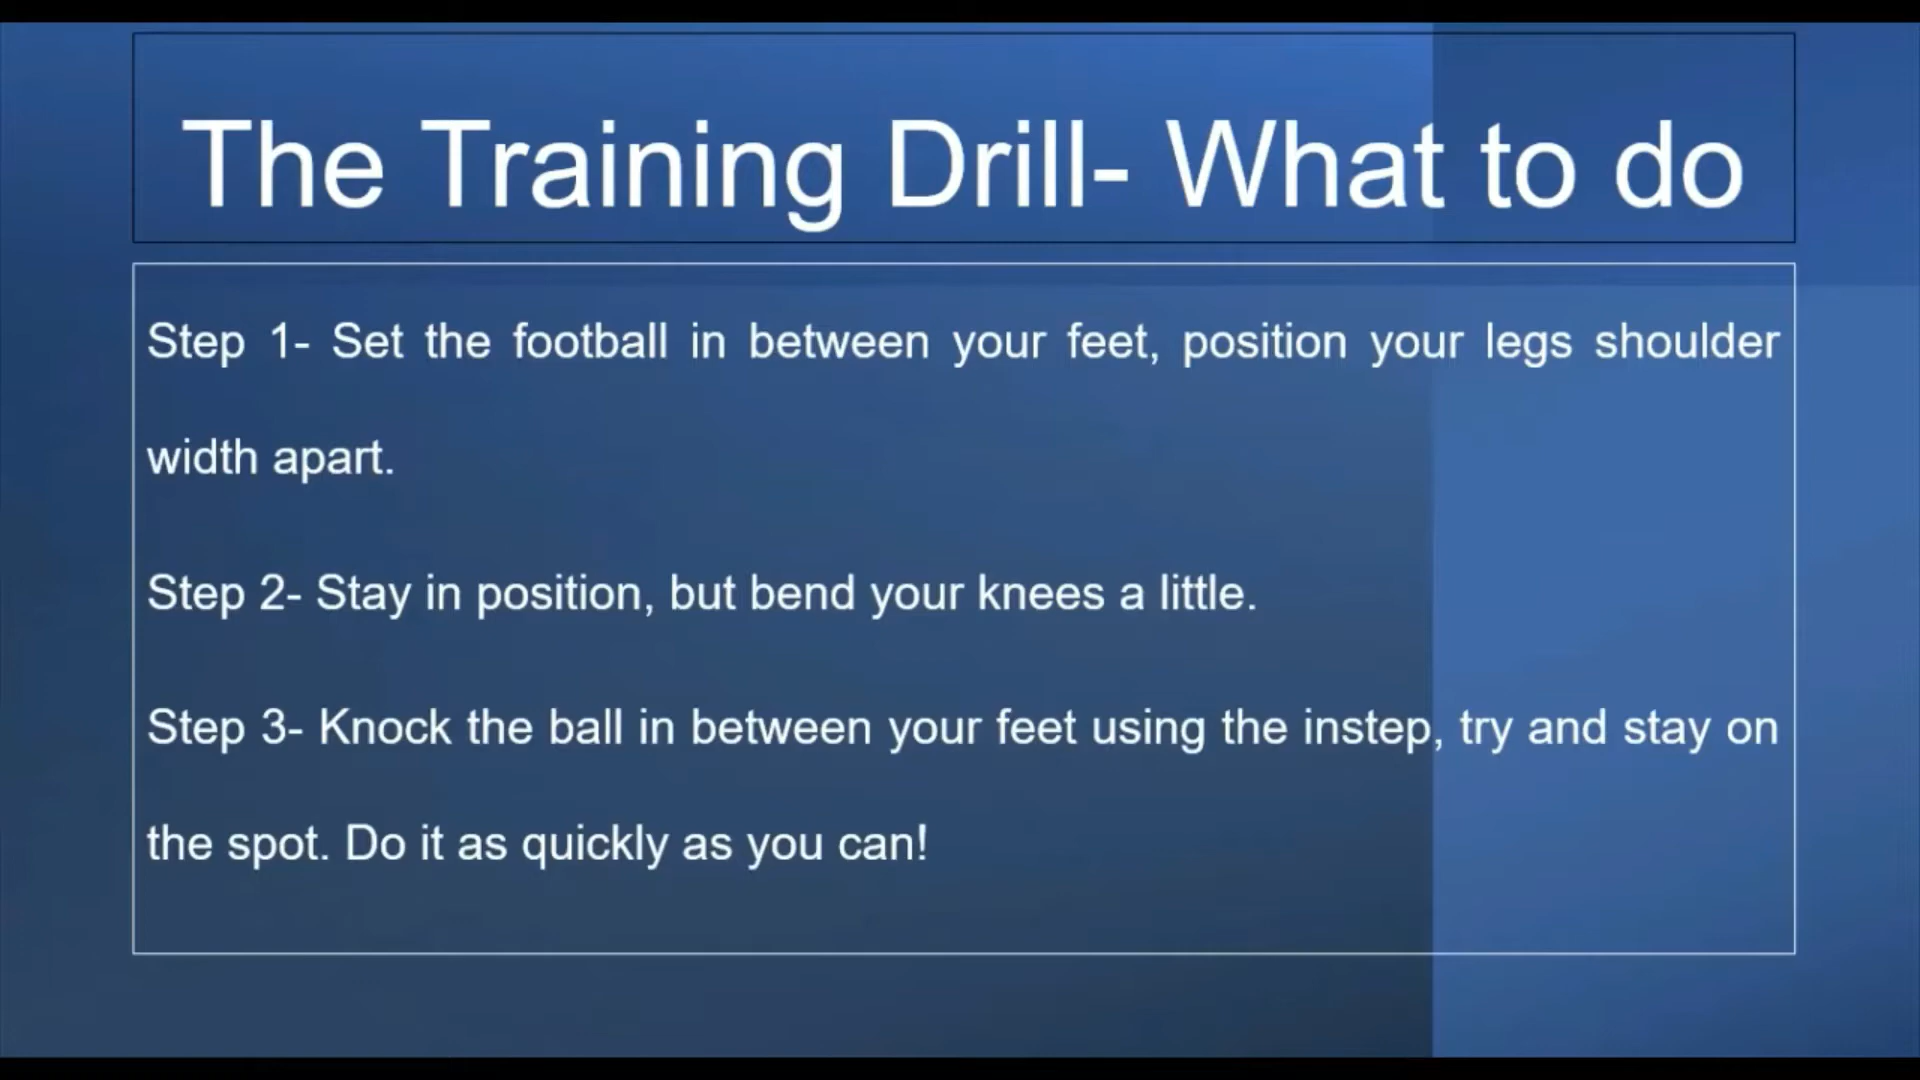 The Training Drill- What to do
Step 1- Set the football in between your feet, position your legs shoulder
width apart.
Step 2- Stay in position, but bend your knees a little.
Step 3- Knock the ball in between your feet using the instep, try and stay on
the spot. Do it as quickly as you can!